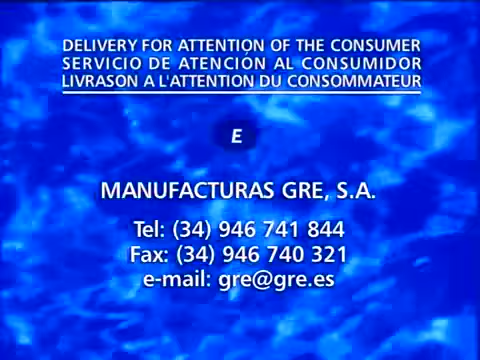 DELIVERY FOR ATTENTIÓN OF THE CONSUMER
SERVICIO DE ATENCIÓN AL CONSUMIDOR
LIVRASON A L'ATTENTION DU CONSOMMATEUR
E
MANUFACTURAS GRE, S.A.
Tel: (34) 946 741 844
Fax: (34) 946 740 321
e-mail: gre@gre.es